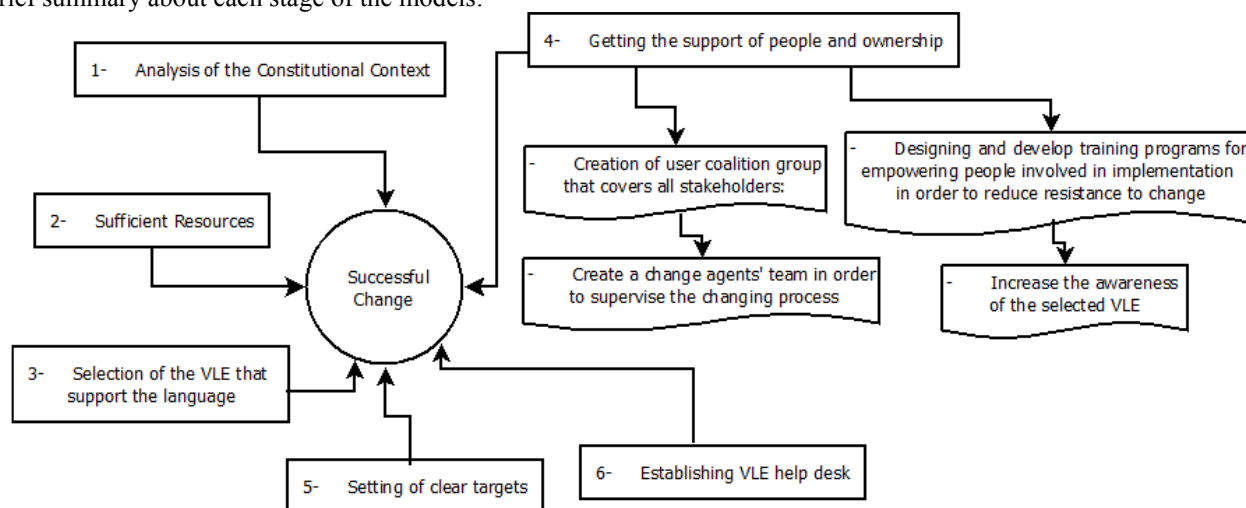 rief summary about each stage of the models:
1- Analysis of the Constitutional Context
2- Sufficient Resources
3- Selection of the VLE that
support the language
Successful
Change
4- Getting the support of people and ownership
- Creation of user coalition group
that covers all stakeholders:
- Create a change agents' team in order
to supervise the changing process
- Designing and develop training programs for
empowering people involved in implementation
in order to reduce resistance to change
- Increase the awareness
of the selected VLE
5- Setting of clear targets
6- Establishing VLE help desk